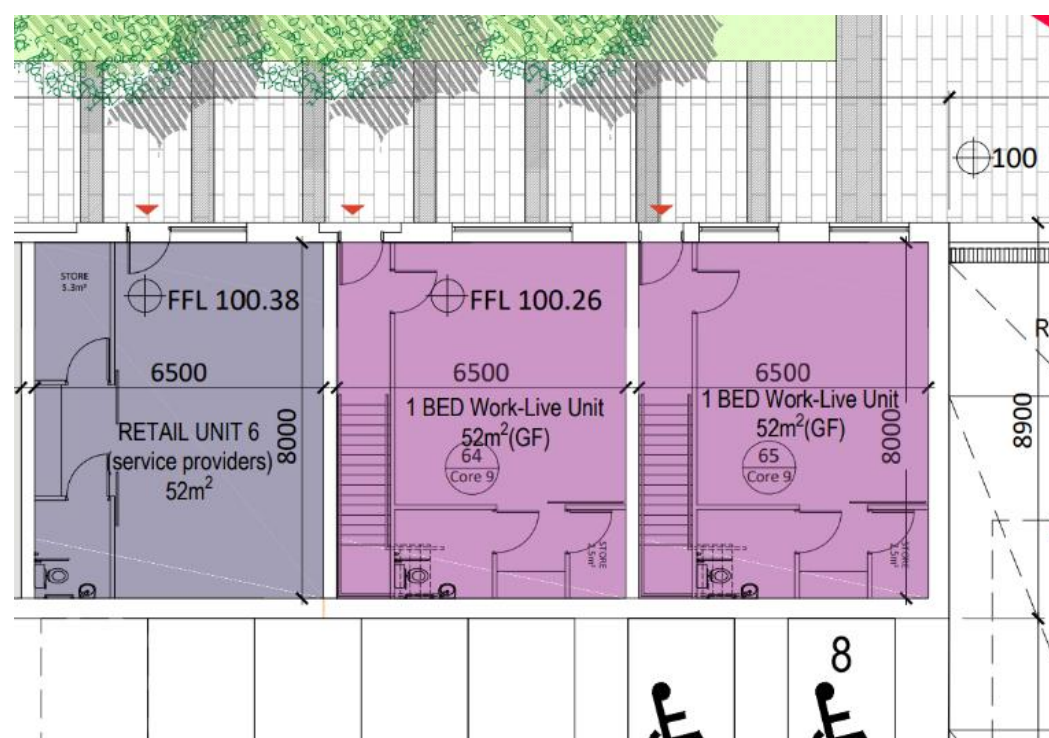 100
STORE
5.3m²
FFL 100.38
FFL 100.26
R
6500
6500
6500
RETAIL UNIT 6
(service providers)
52m²
8000
1 BED Work-Live Unit
52m²(GF)
64
Core 9
STORE
1 BED Work-Live Unit
52m²(GF)
65
Core 9
8000
STORE
8900
8